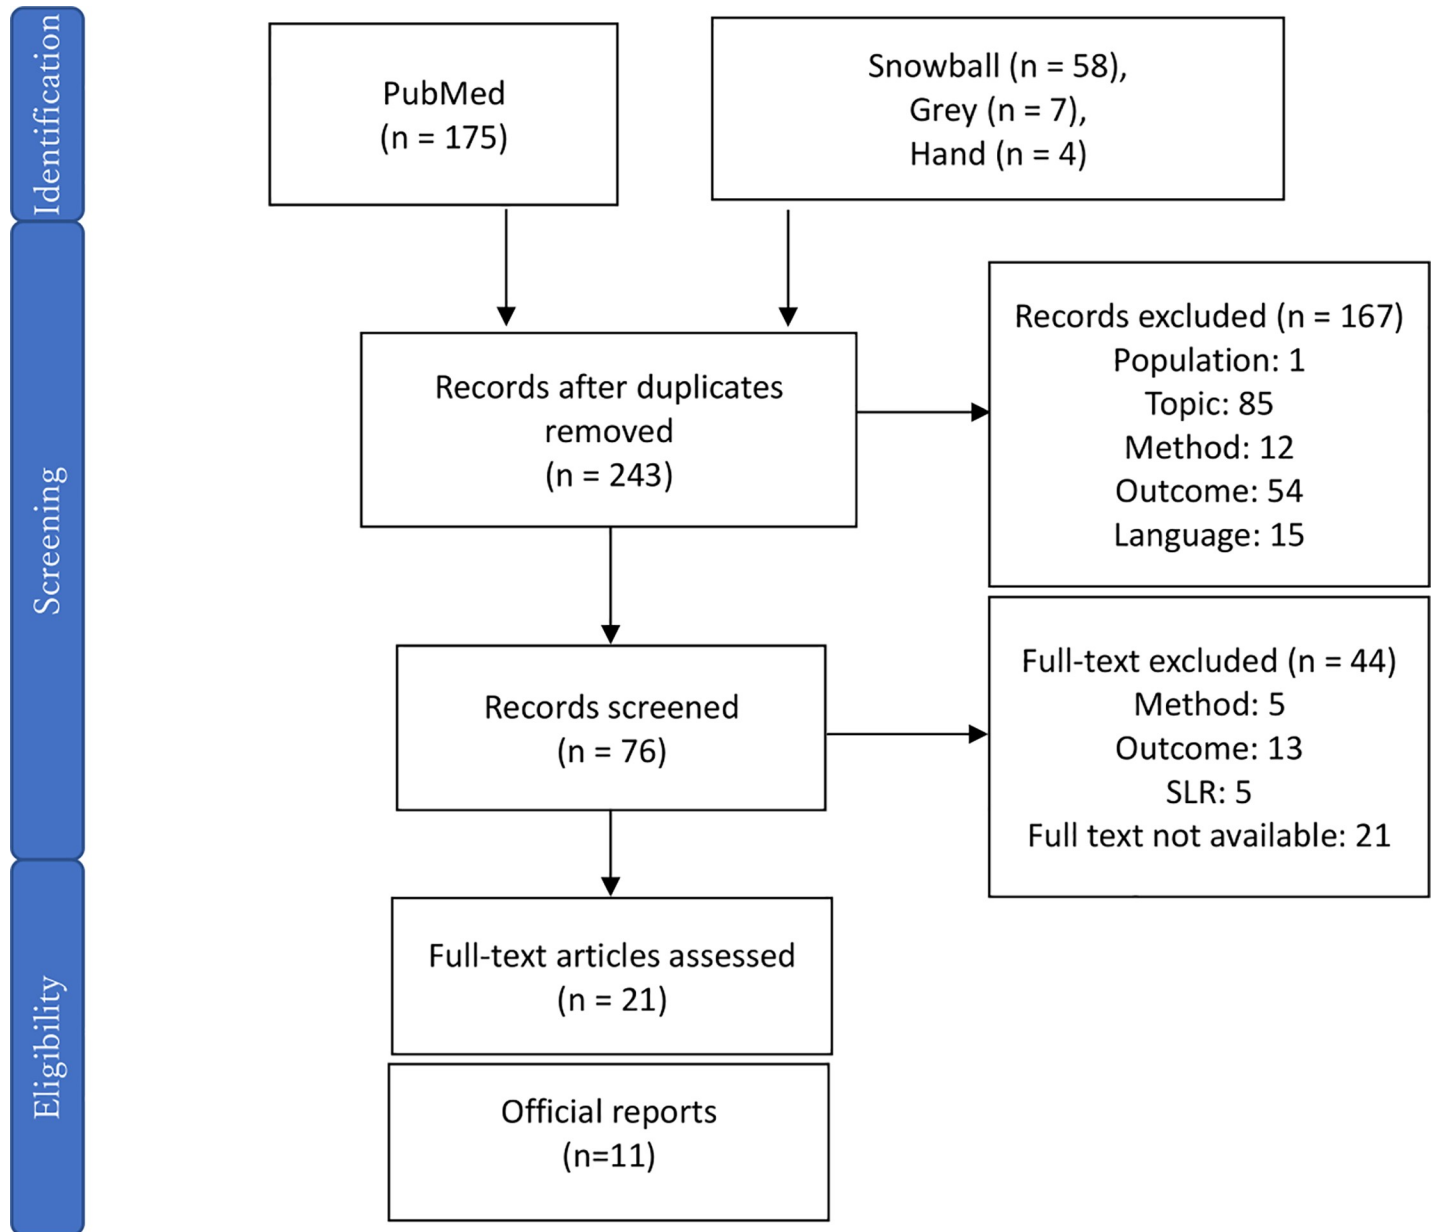 Identification
PubMed
(n = 175)
Snowball (n = 58),
Grey (n = 7),
Hand (n = 4)
Screening
Records after duplicates
removed
(n = 243)
Records excluded (n = 167)
Population: 1
Topic: 85
Method: 12
Outcome: 54
Language: 15
Records screened
(n = 76)
Full-text excluded (n = 44)
Method: 5
Outcome: 13
SLR: 5
Full text not available: 21
Eligibility
Full-text articles assessed
(n = 21)
Official reports
(n=11)